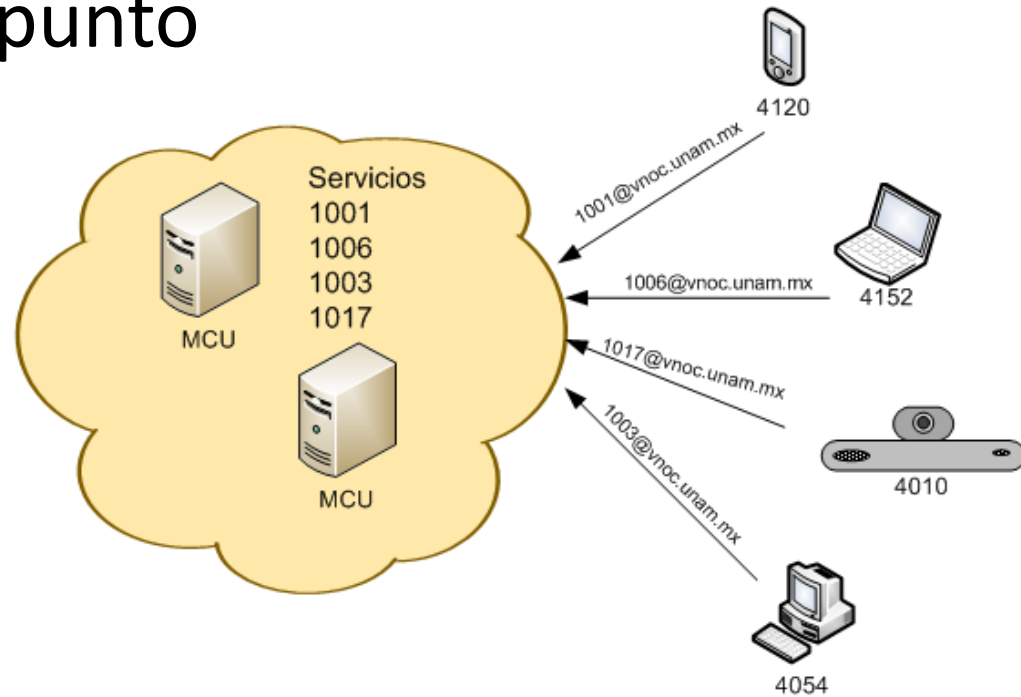 punto
Servicios
1001
1006
1003
1017
MCU
MCU
4120
1001@vnoc.unam.mx
1006@vnoc.unam.mx
4152
1017@vnoc.unam.mx
4010
1003@vnoc.unam.mx
4054